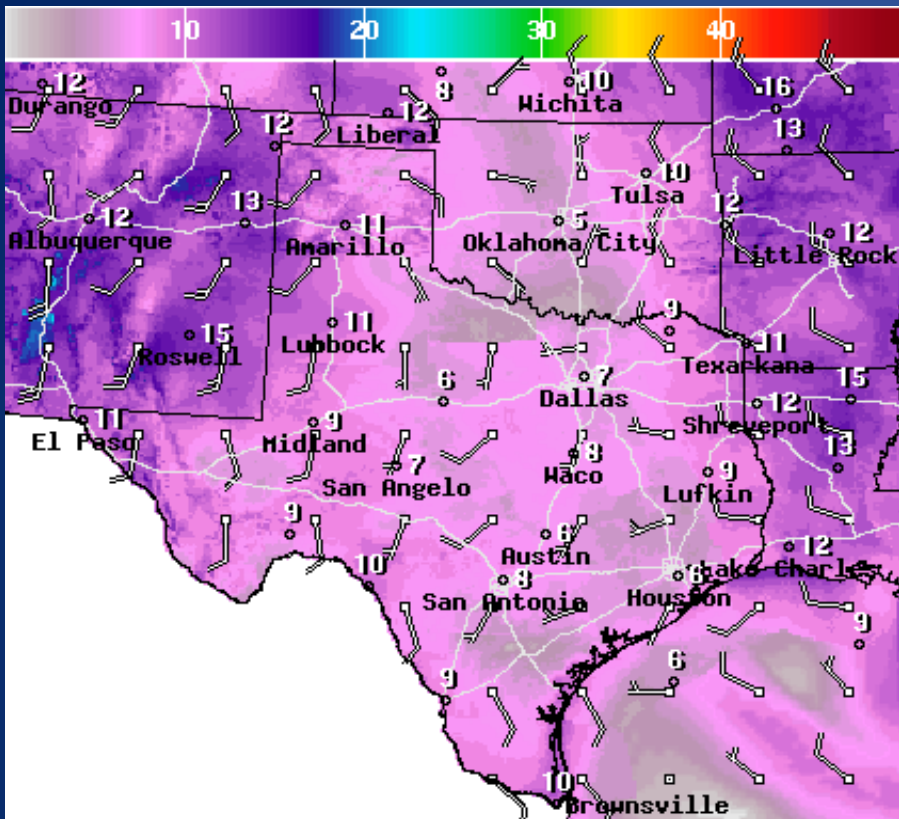 10 20 30 40
12 8 10 16
Durango Wichita
12 12 13
Liberal
10
Tulsa
12 13 11 5 12 12
Albuquerque Amarillo Oklahoma City Little Rock
15 11 9
Roswell Lubbock 11
Texarkana
7
6 Dallas 12 15
11 9 Shreveport
El Paso Midland
7 8 9 13
San Angelo Waco Lufkin
9 6 12
Austin Lake Charles
10 8 6
San Antonio Houston
9
6
9
10
Brownsville